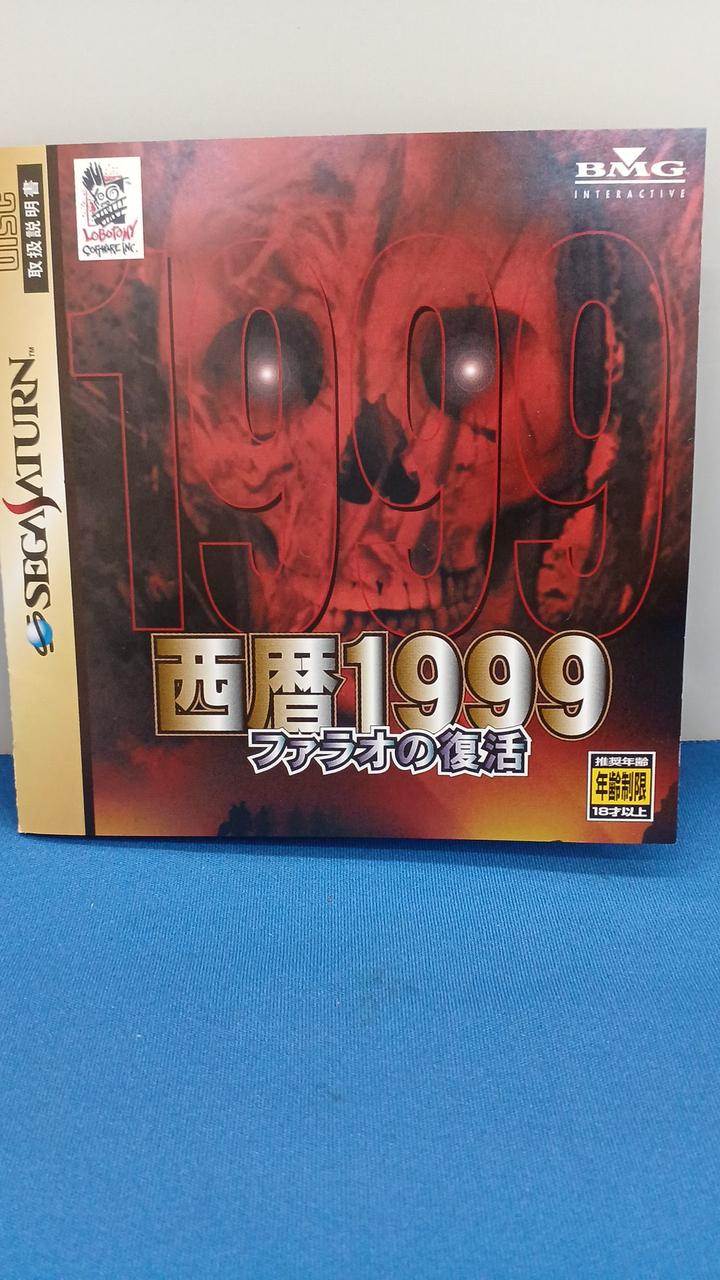 DISC
取扱説明書
SEGA SATURN™
LOBOTOMY
SOFTWARE INC.
BMG
INTERACTIVE
1999
西暦1999
ファラオの復活
推奨年齢
年齢制限
18才以上